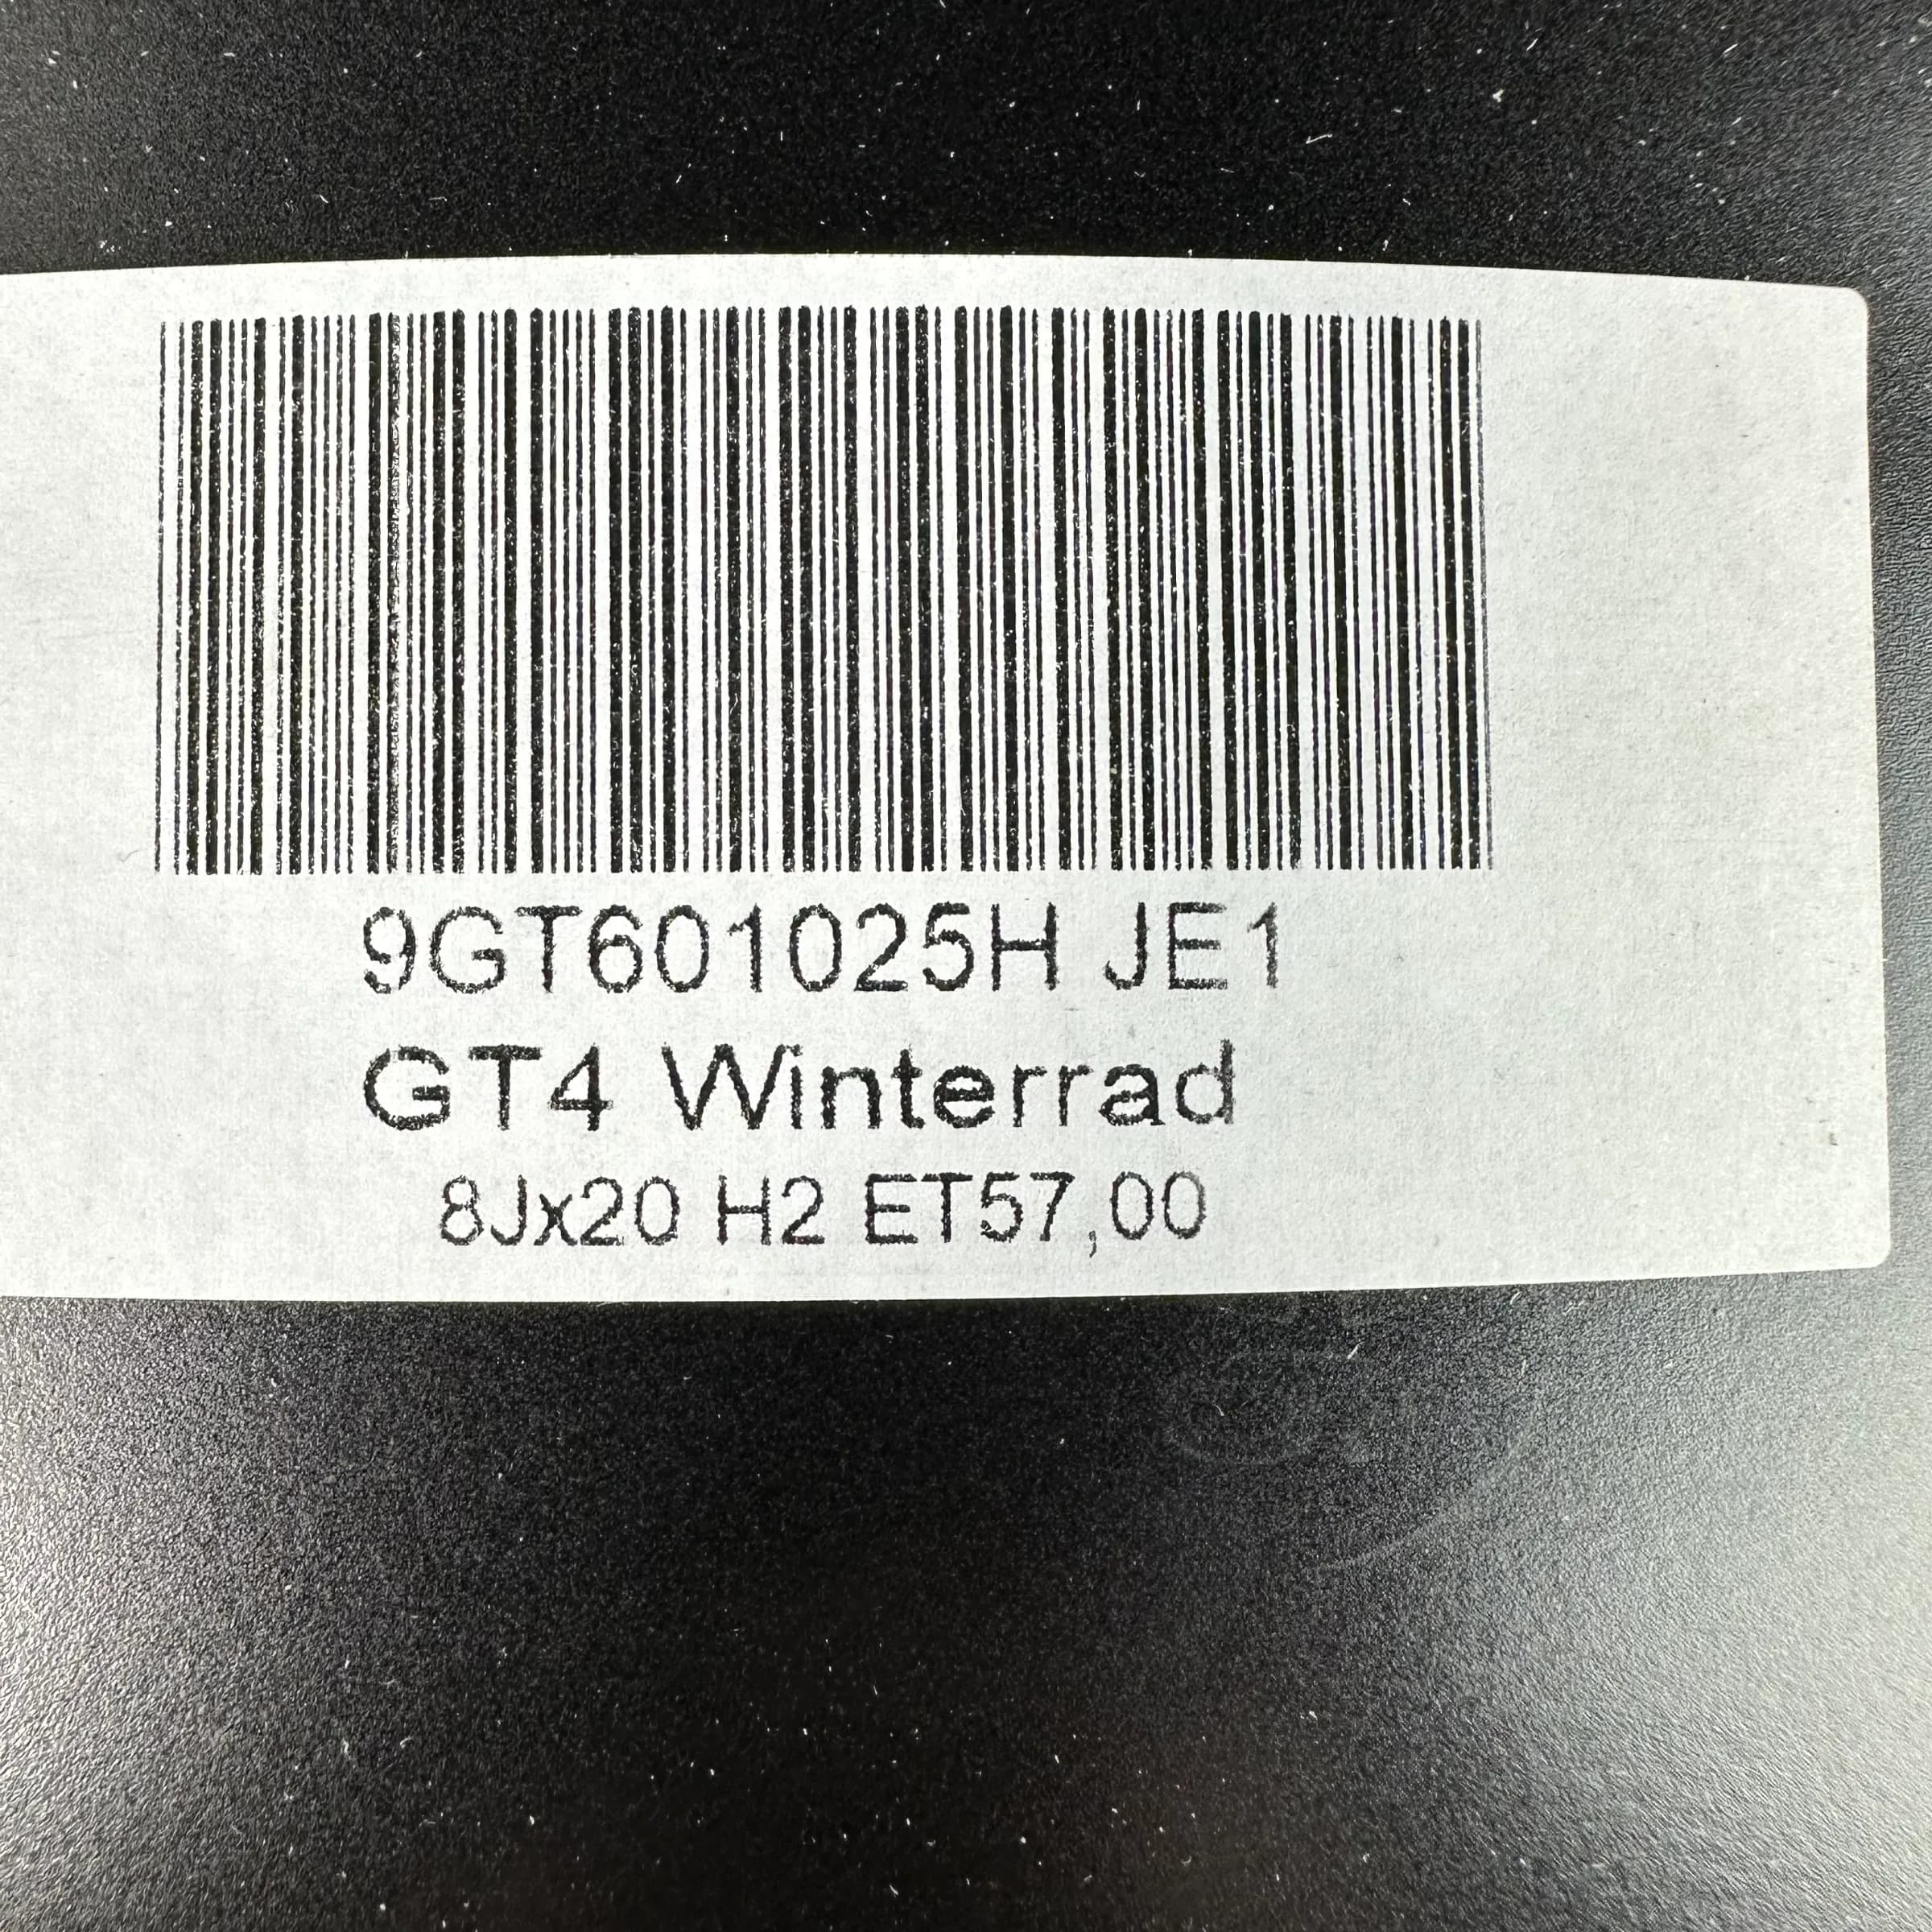 9GT601025H JE1
GT4 Winterrad
8Jx20 H2 ET57,00